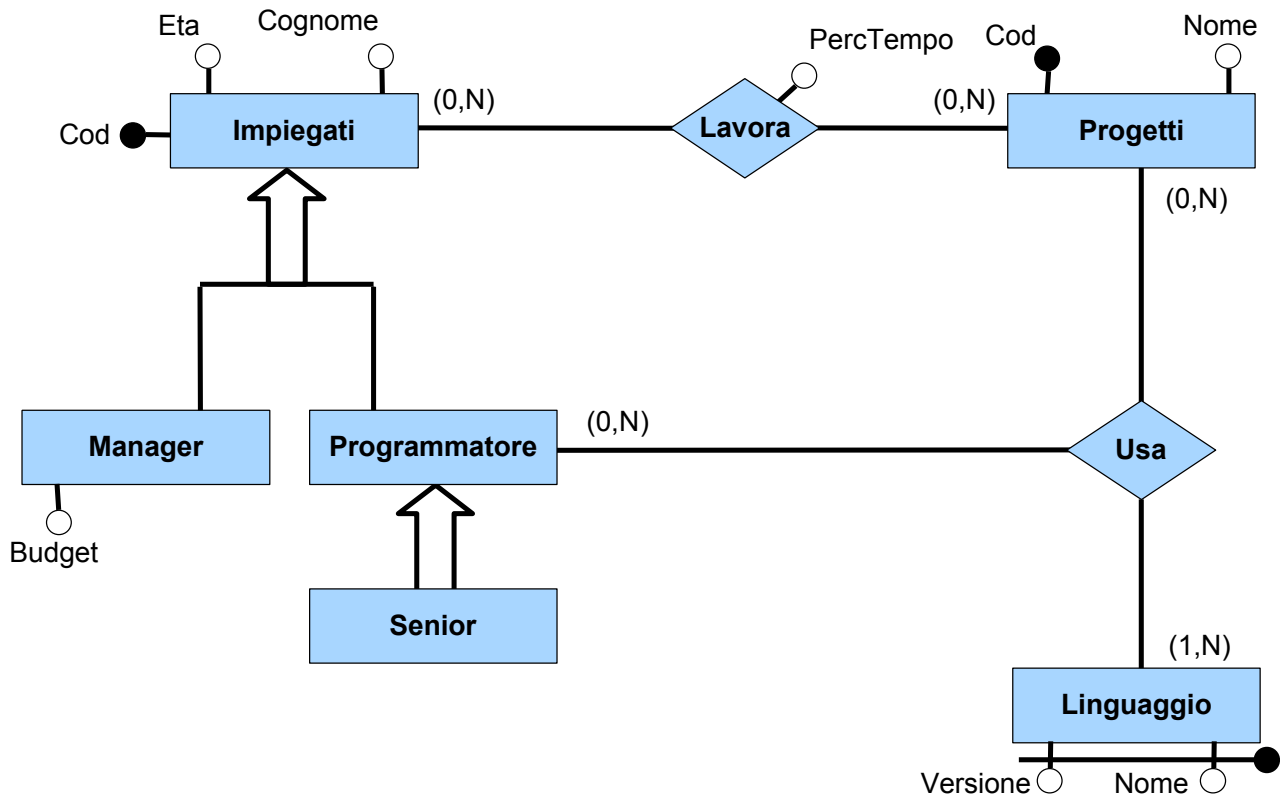 Eta
Cognome
PercTempo
Cod
Nome
(0,N)
(0,N)
Cod
Impiegati
Lavora
Progetti
(0,N)
Manager
Programmatore
(0,N)
Usa
Budget
Senior
(1,N)
Linguaggio
Versione
Nome